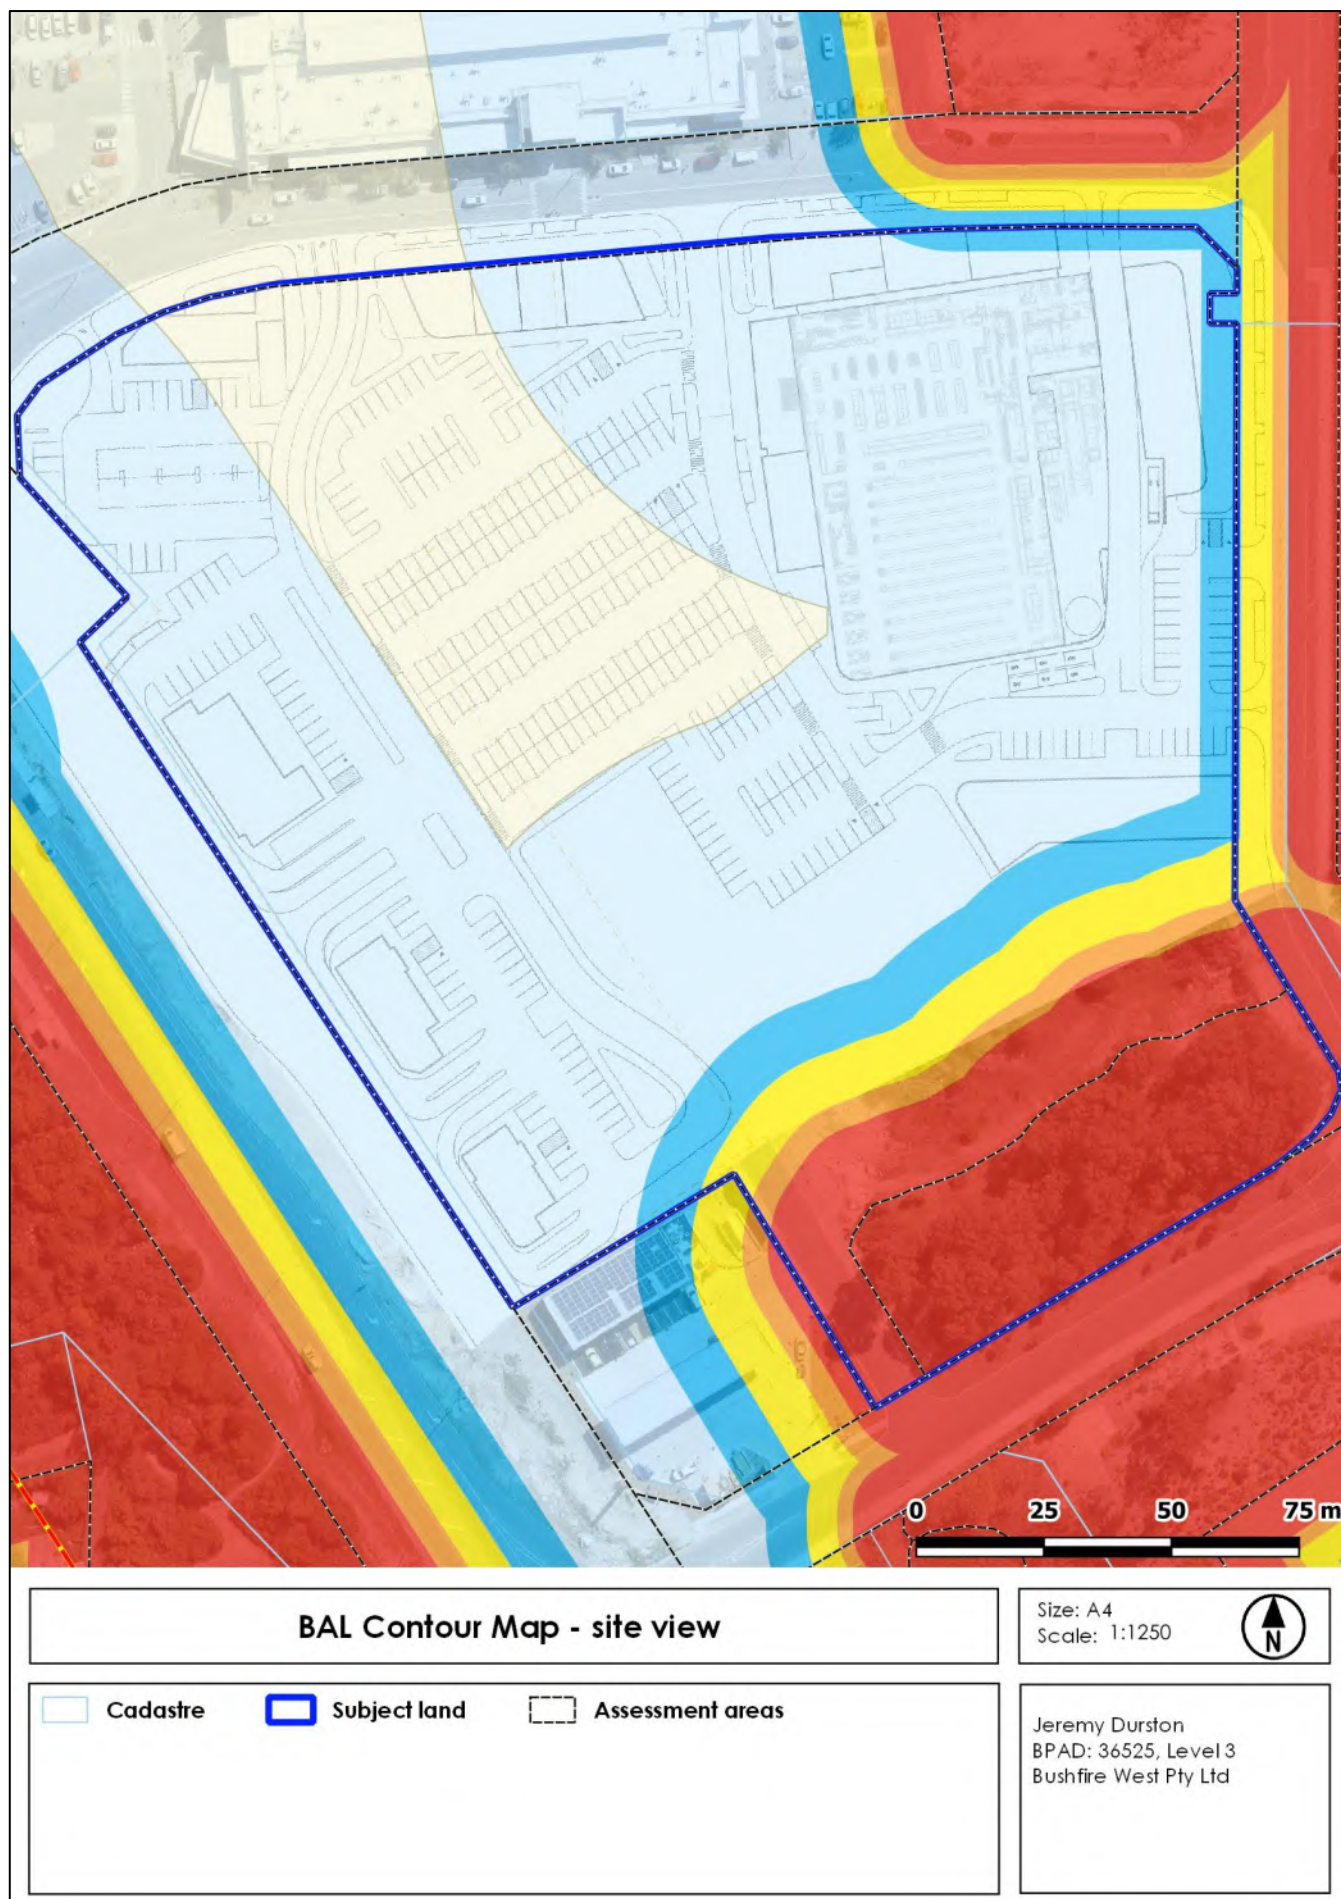 0 25 50 75 m
BAL Contour Map - site view
Size: A4
Scale: 1:1250
N
Cadastre
Subject land
Assessment areas
Jeremy Durston
BPAD: 36525, Level 3
Bushfire West Pty Ltd